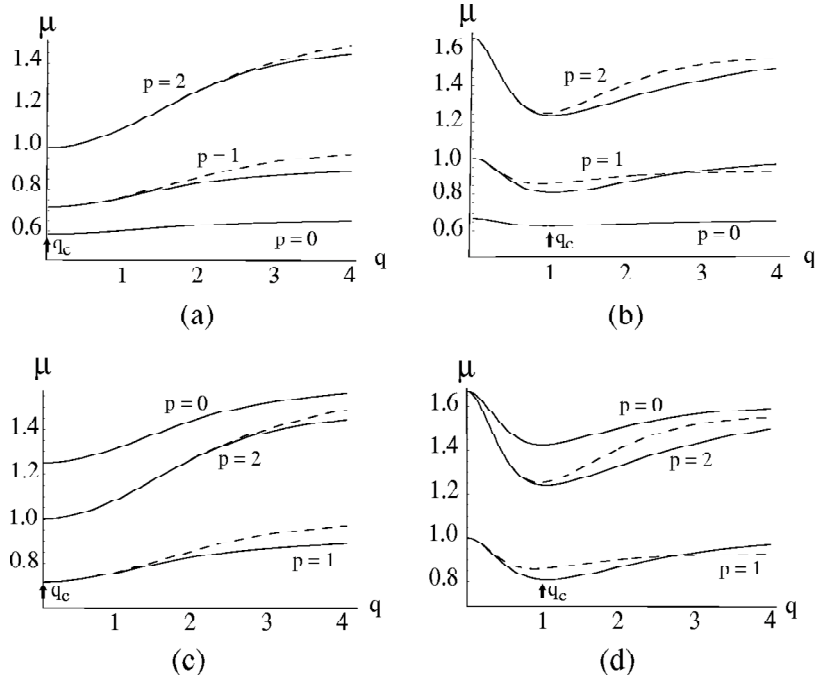 μ
1.4
1.2
1.0
0.8
0.6
p = 2
p = 1
p = 0
q_c
1 2 3 4 q
(a)
μ
1.6
1.4
1.2
1.0
0.8
0.6
p = 2
p = 1
p = 0
q_c
1 2 3 4 q
(b)
μ
1.4
1.2
1.0
0.8
p = 0
p = 2
p = 1
q_c
1 2 3 4 q
(c)
μ
1.6
1.4
1.2
1.0
0.8
p = 0
p = 2
p = 1
q_c
1 2 3 4 q
(d)